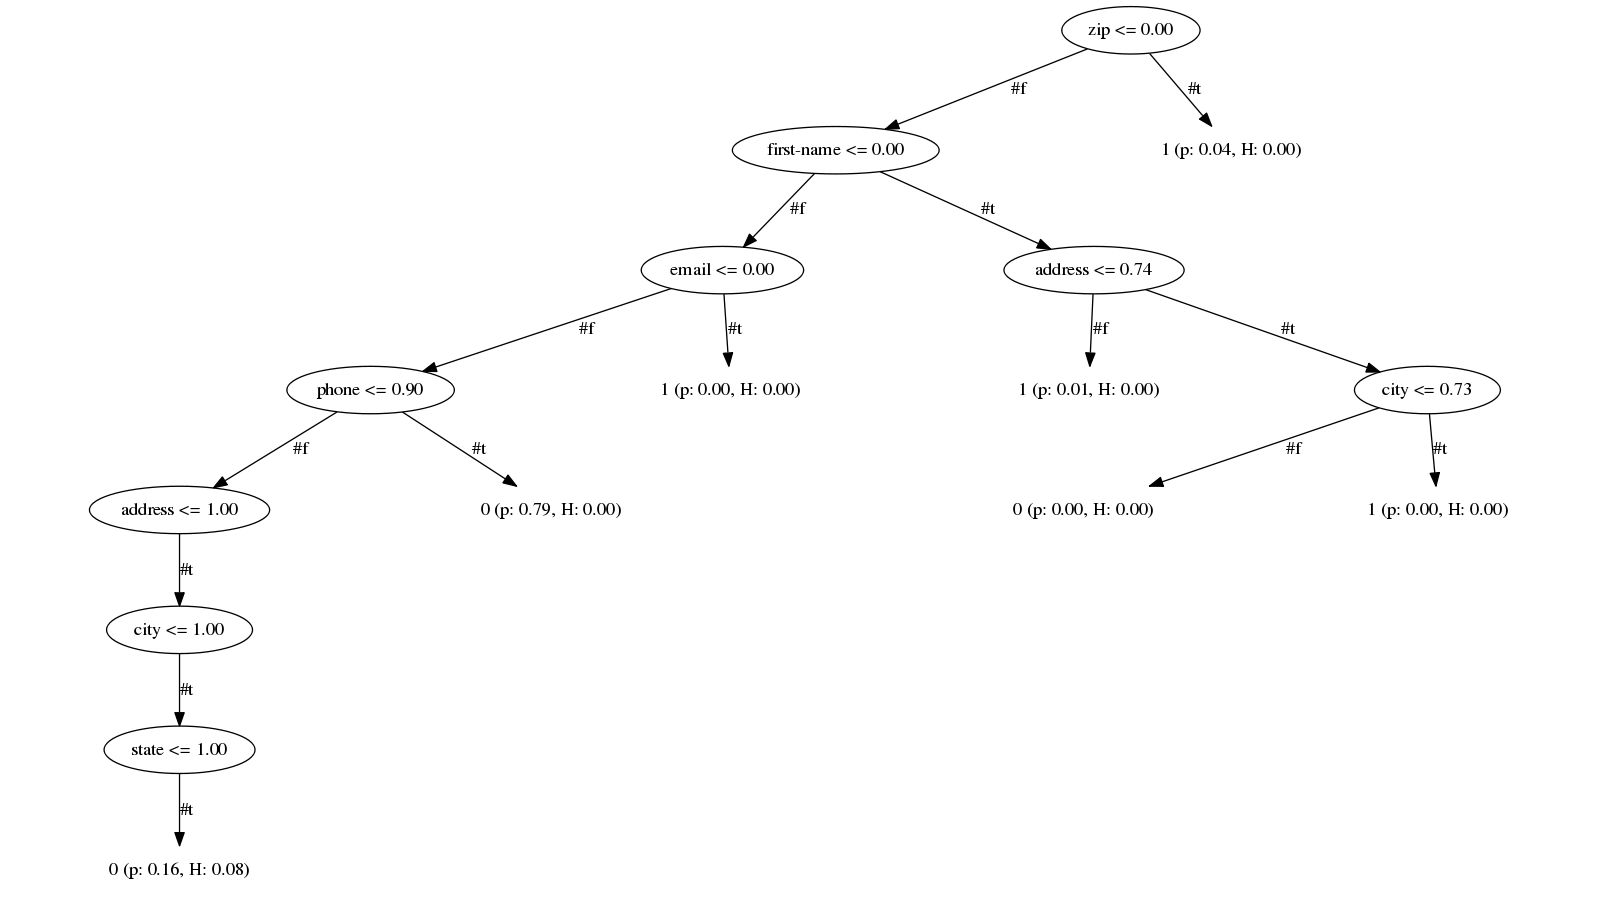 zip <= 0.00
#f
#t
first-name <= 0.00
1 (p: 0.04, H: 0.00)
#f
#t
email <= 0.00
address <= 0.74
#f
#t
#f
#t
phone <= 0.90
1 (p: 0.00, H: 0.00)
1 (p: 0.01, H: 0.00)
city <= 0.73
#f
#t
#f
#t
address <= 1.00
0 (p: 0.79, H: 0.00)
0 (p: 0.00, H: 0.00)
1 (p: 0.00, H: 0.00)
#t
city <= 1.00
#t
state <= 1.00
#t
0 (p: 0.16, H: 0.08)